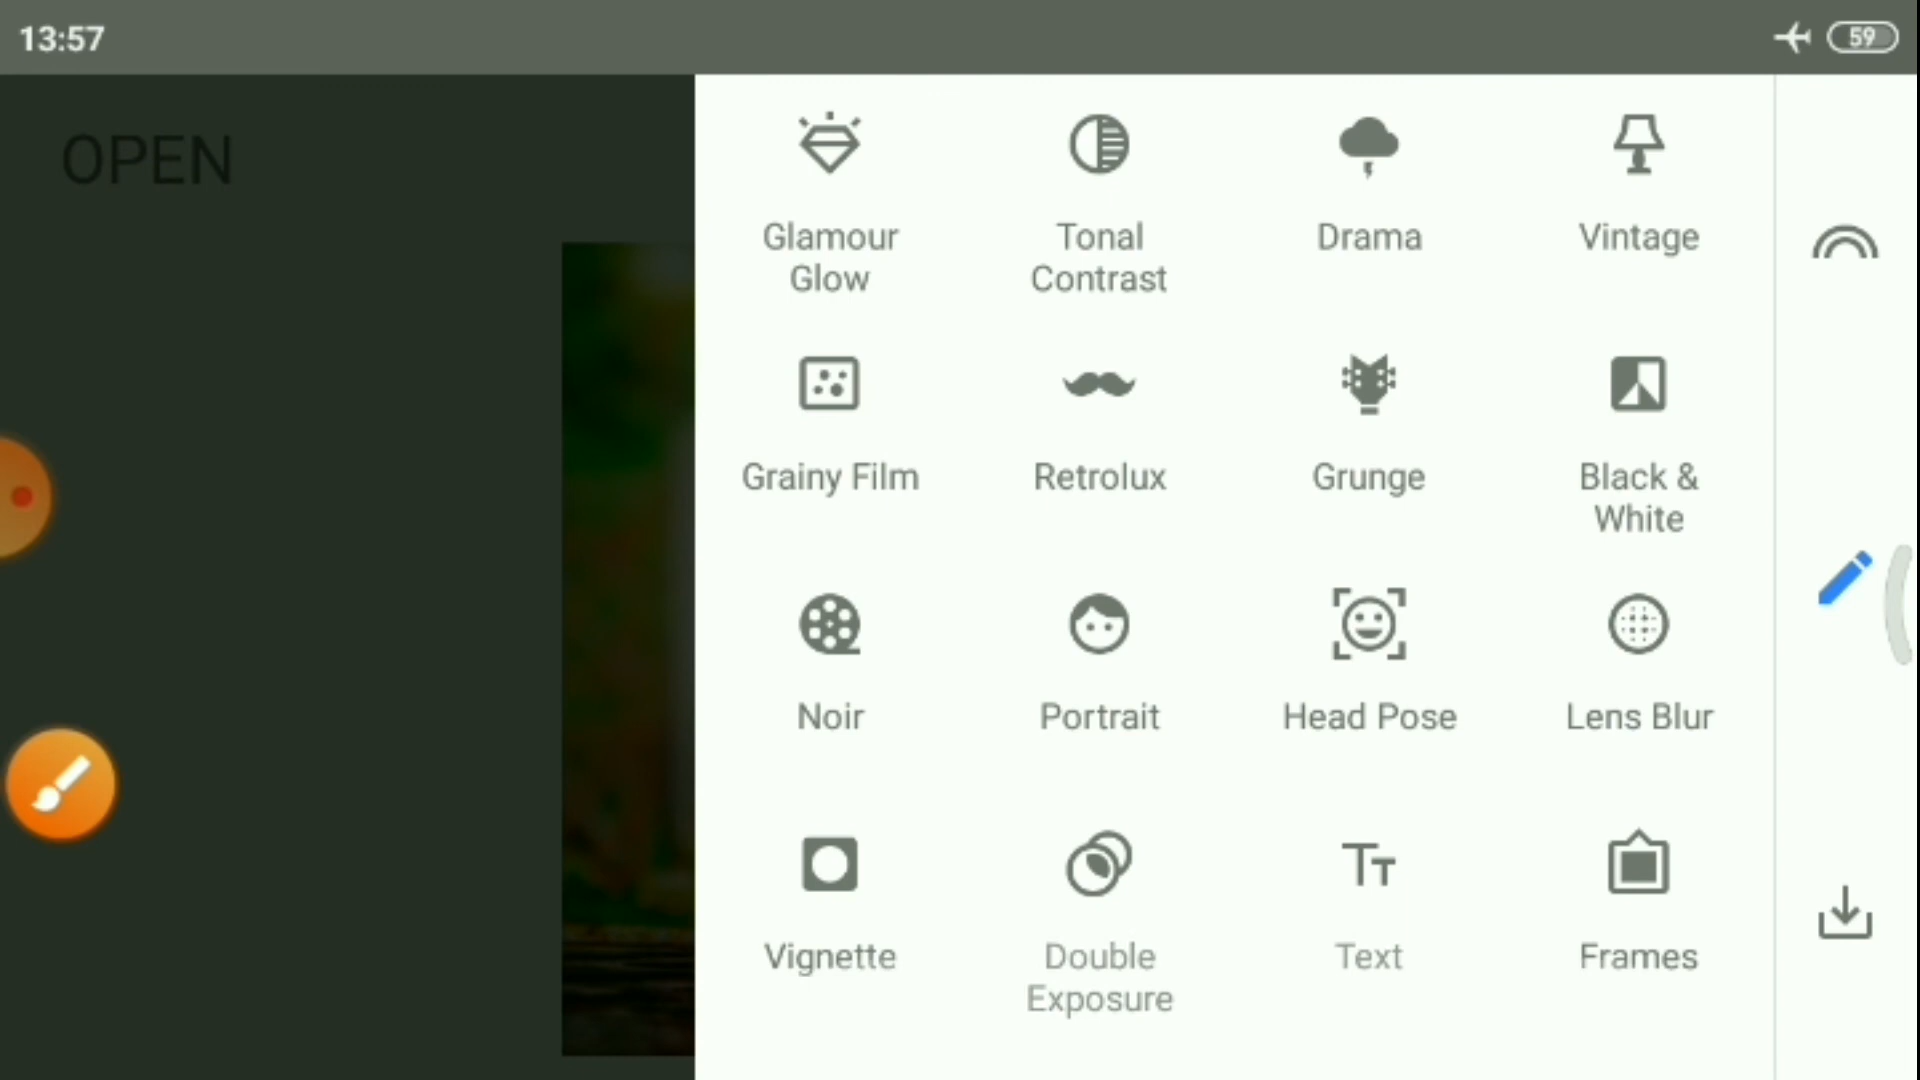 13:57
59
OPEN
Glamour
Glow
Tonal
Contrast
Drama
Vintage
Grainy Film
Retrolux
Grunge
Black &
White
Noir
Portrait
Head Pose
Lens Blur
Vignette
Double
Exposure
Text
Frames